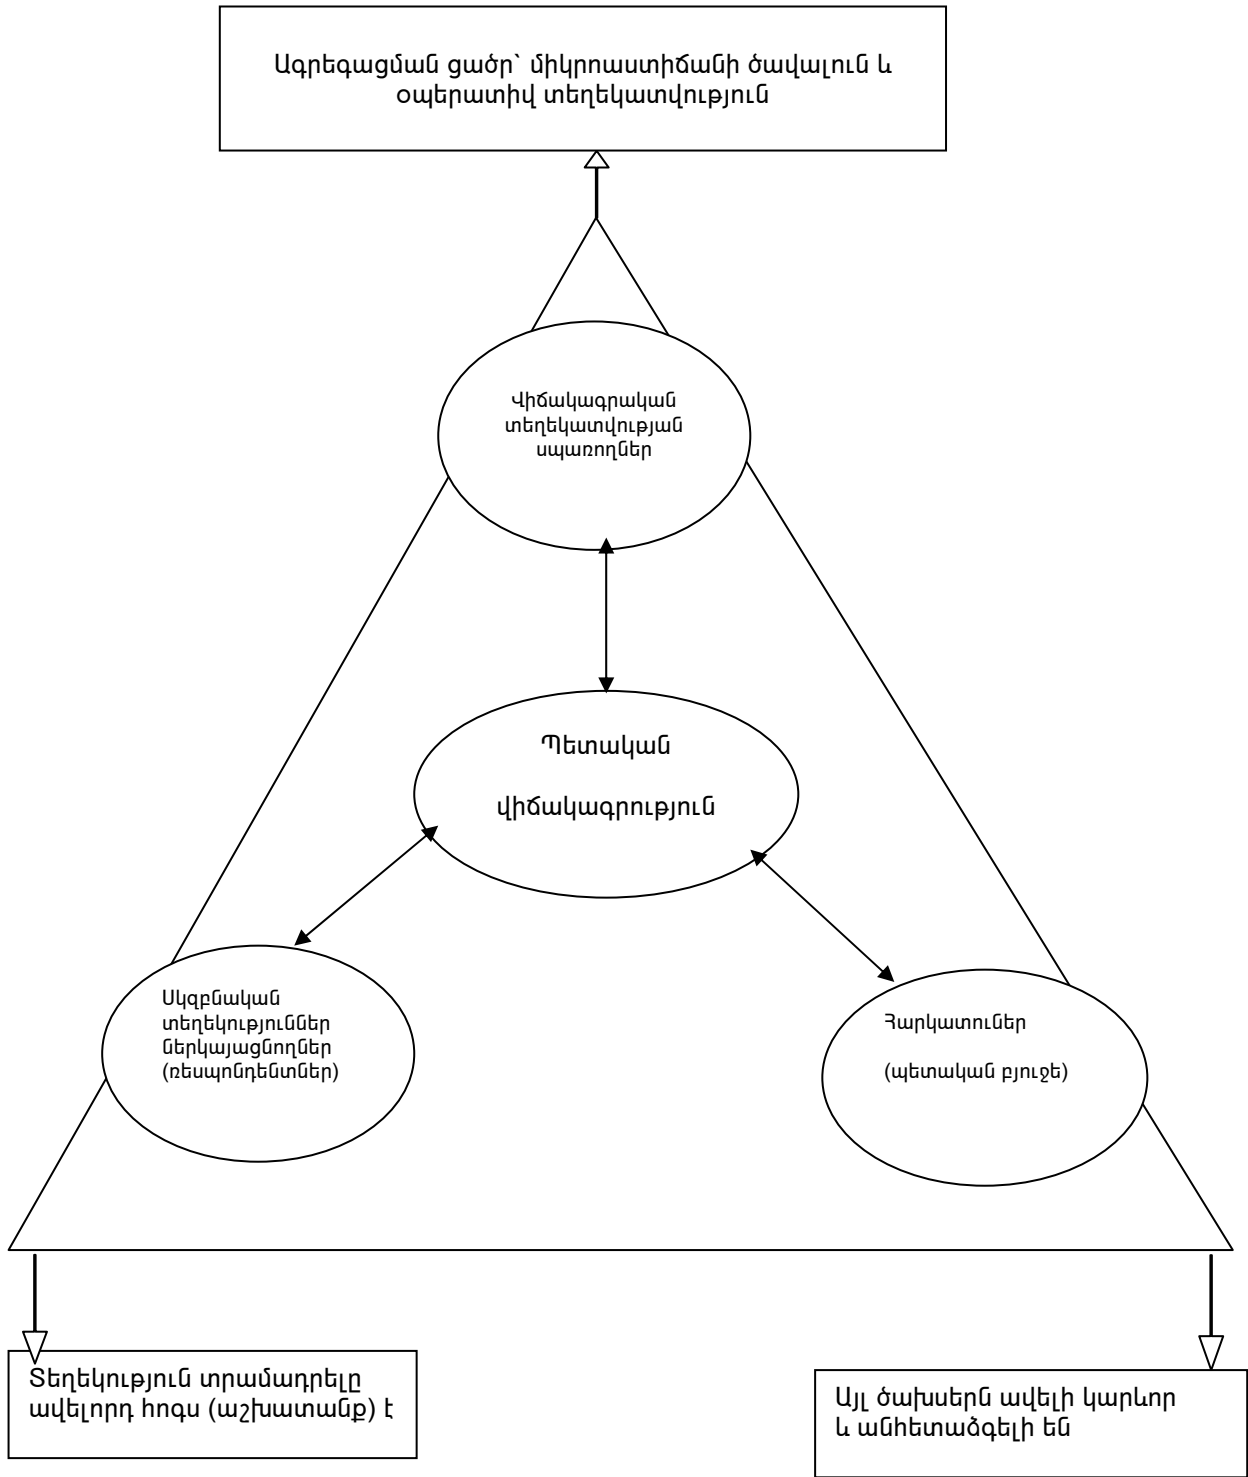 Ագրեգացման ցածր՝ միկրոաստիճանի ծավալուն և
օպերատիվ տեղեկատվություն
Վիճակագրական
տեղեկատվության
սպառողներ
Պետական
վիճակագրություն
Սկզբնական
տեղեկություններ
ներկայացնողներ
(ռեսպոնդենտներ)
Հարկատուներ
(պետական բյուջե)
Տեղեկություն տրամադրելը
ավելորդ հոգս (աշխատանք) է
Այլ ծախսերն ավելի կարևոր
և անհետաձգելի են